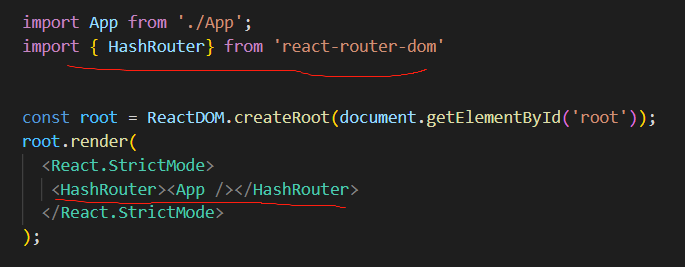 import App from './App';
import { HashRouter} from 'react-router-dom'
const root = ReactDOM.createRoot(document.getElementById('root'));
root.render(
<React.StrictMode>
<HashRouter><App /></HashRouter>
</React.StrictMode>
);